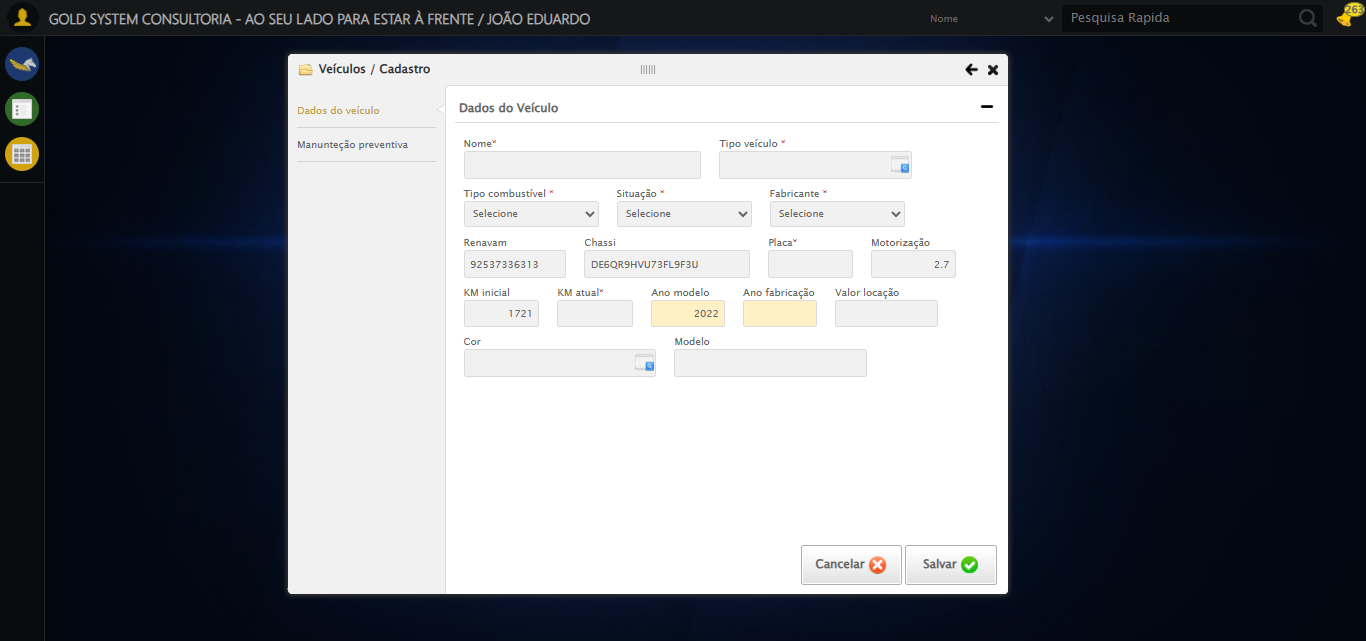 GOLD SYSTEM CONSULTORIA - AO SEU LADO PARA ESTAR À FRENTE / JOÃO EDUARDO
Nome
Pesquisa Rapida
263
Veículos / Cadastro
Dados do veículo
Manunteção preventiva
Dados do Veículo
Nome*
Tipo veículo *
Tipo combustível * Situação * Fabricante *
Selecione Selecione Selecione
Renavam Chassi Placa* Motorização
92537336313 DE6QR9HVU73FL9F3U 2.7
KM inicial KM atual* Ano modelo Ano fabricação Valor locação
1721 2022
Cor Modelo
Cancelar Salvar